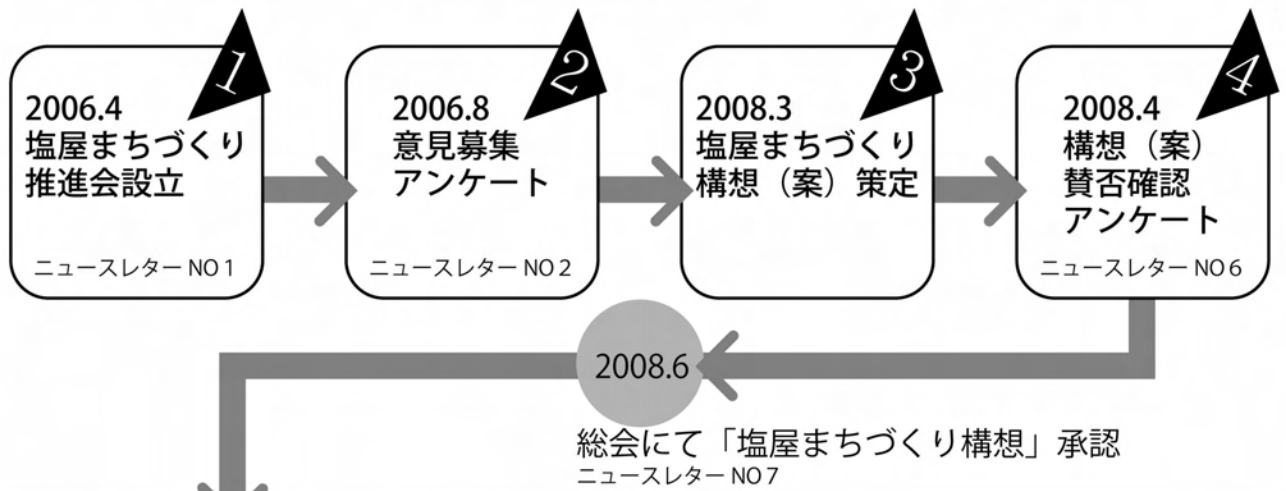 1
2006.4
塩屋まちづくり
推進会設立
ニュースレター NO 1
2
2006.8
意見募集
アンケート
ニュースレター NO 2
3
2008.3
塩屋まちづくり
構想（案）策定
4
2008.4
構想（案）
賛否確認
アンケート
ニュースレター NO 6
2008.6
総会にて「塩屋まちづくり構想」承認
ニュースレター NO 7